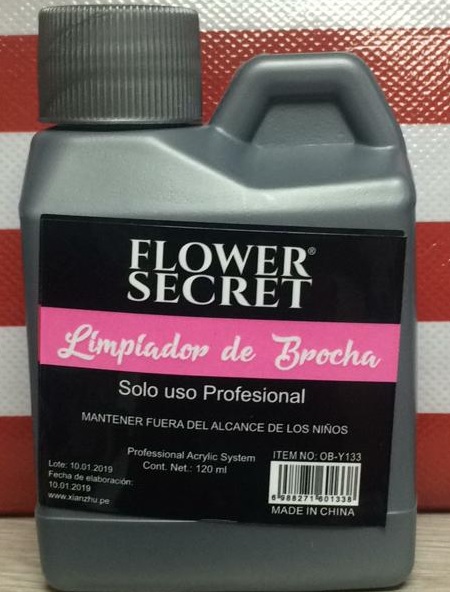 FLOWER®
SECRET
Limpiador de Brocha
Solo uso Profesional
MANTENER FUERA DEL ALCANCE DE LOS NIÑOS
Professional Acrylic System
Cont. Net.: 120 ml
Lote: 10.01.2019
Fecha de elaboración:
10.01.2019
www.xianzhu.pe
ITEM NO: OB-Y133
6 988271 601338
MADE IN CHINA